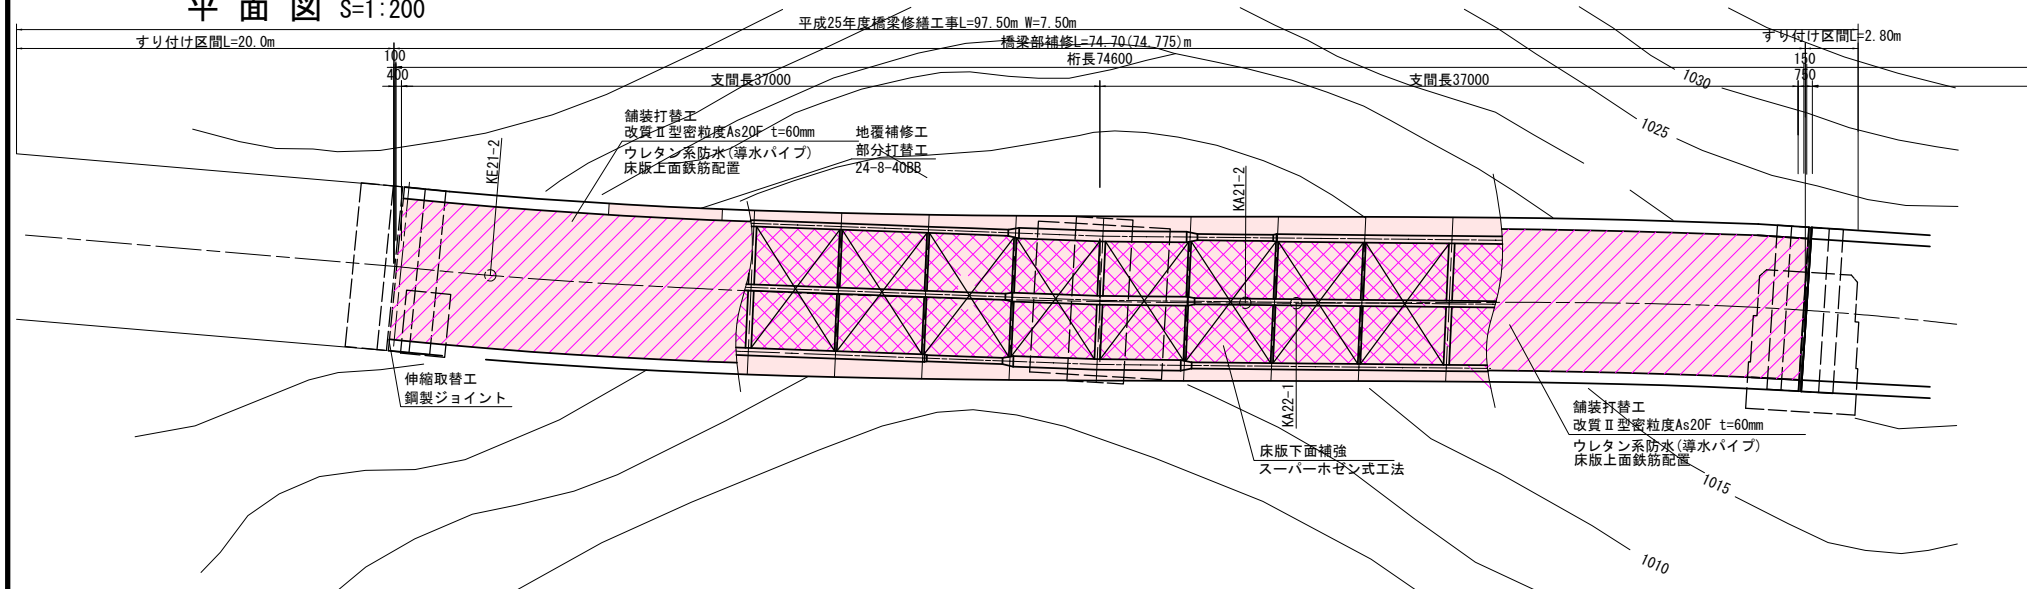 平面図 S=1:200
平成25年度橋梁修繕工事L=97.50m W=7.50m
すり付け区間L=20.0m
橋梁部補修L=74.70(74.775)m
すり付け区間L=2.80m
100
桁長74600
150
400
支間長37000
支間長37000
750
1030
1025
舗装打替工
改質Ⅱ型密粒度As20F t=60mm
ウレタン系防水(導水パイプ)
床版上面鉄筋配置
地覆補修工
部分打替工
24-8-40BB
KE21-2
KA21-2
KA22-1
伸縮取替工
鋼製ジョイント
床版下面補強
スーパーホゼン式工法
舗装打替工
改質Ⅱ型密粒度As20F t=60mm
ウレタン系防水(導水パイプ)
床版上面鉄筋配置
1015
1010